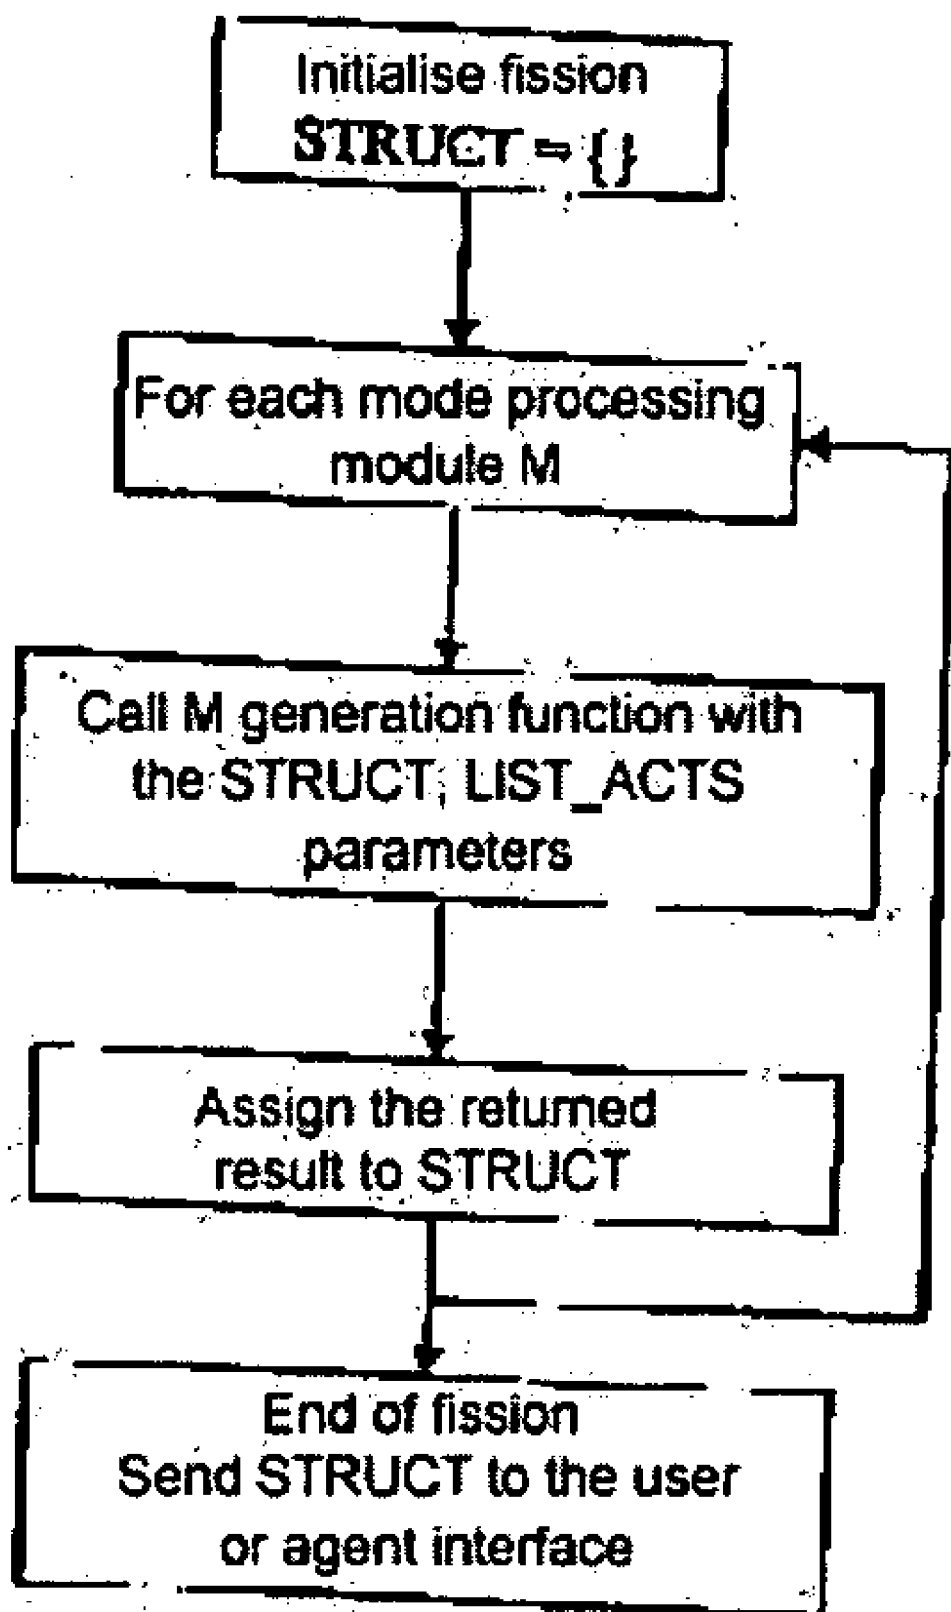 Initialise fission
STRUCT = {}
For each mode processing
module M
Call M generation function with
the STRUCT, LIST_ACTS
parameters
Assign the returned
result to STRUCT
End of fission
Send STRUCT to the user
or agent interface